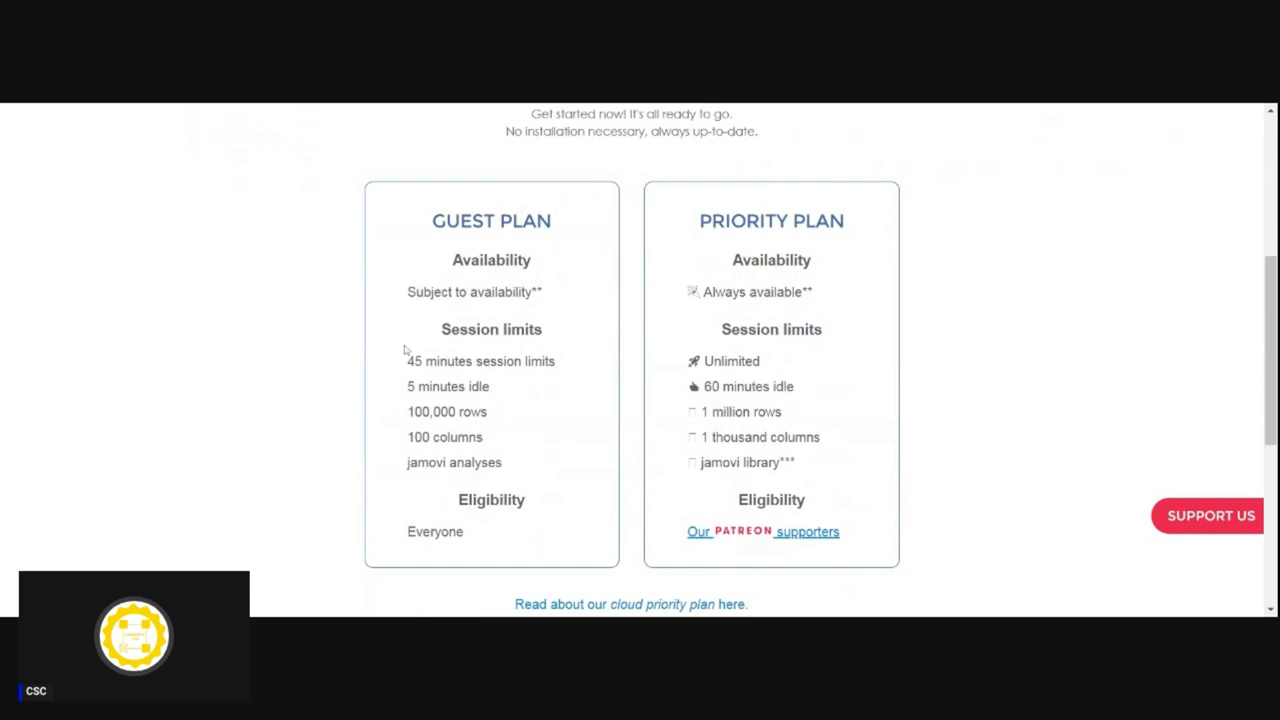 Get started now! It's all ready to go.
No installation necessary, always up-to-date.
GUEST PLAN
Availability
Subject to availability**
Session limits
45 minutes session limits
5 minutes idle
100,000 rows
100 columns
jamovi analyses
Eligibility
Everyone
PRIORITY PLAN
Availability
Always available**
Session limits
Unlimited
60 minutes idle
1 million rows
1 thousand columns
jamovi library***
Eligibility
Our PATREON supporters
SUPPORT US
Read about our cloud priority plan here.
CSC